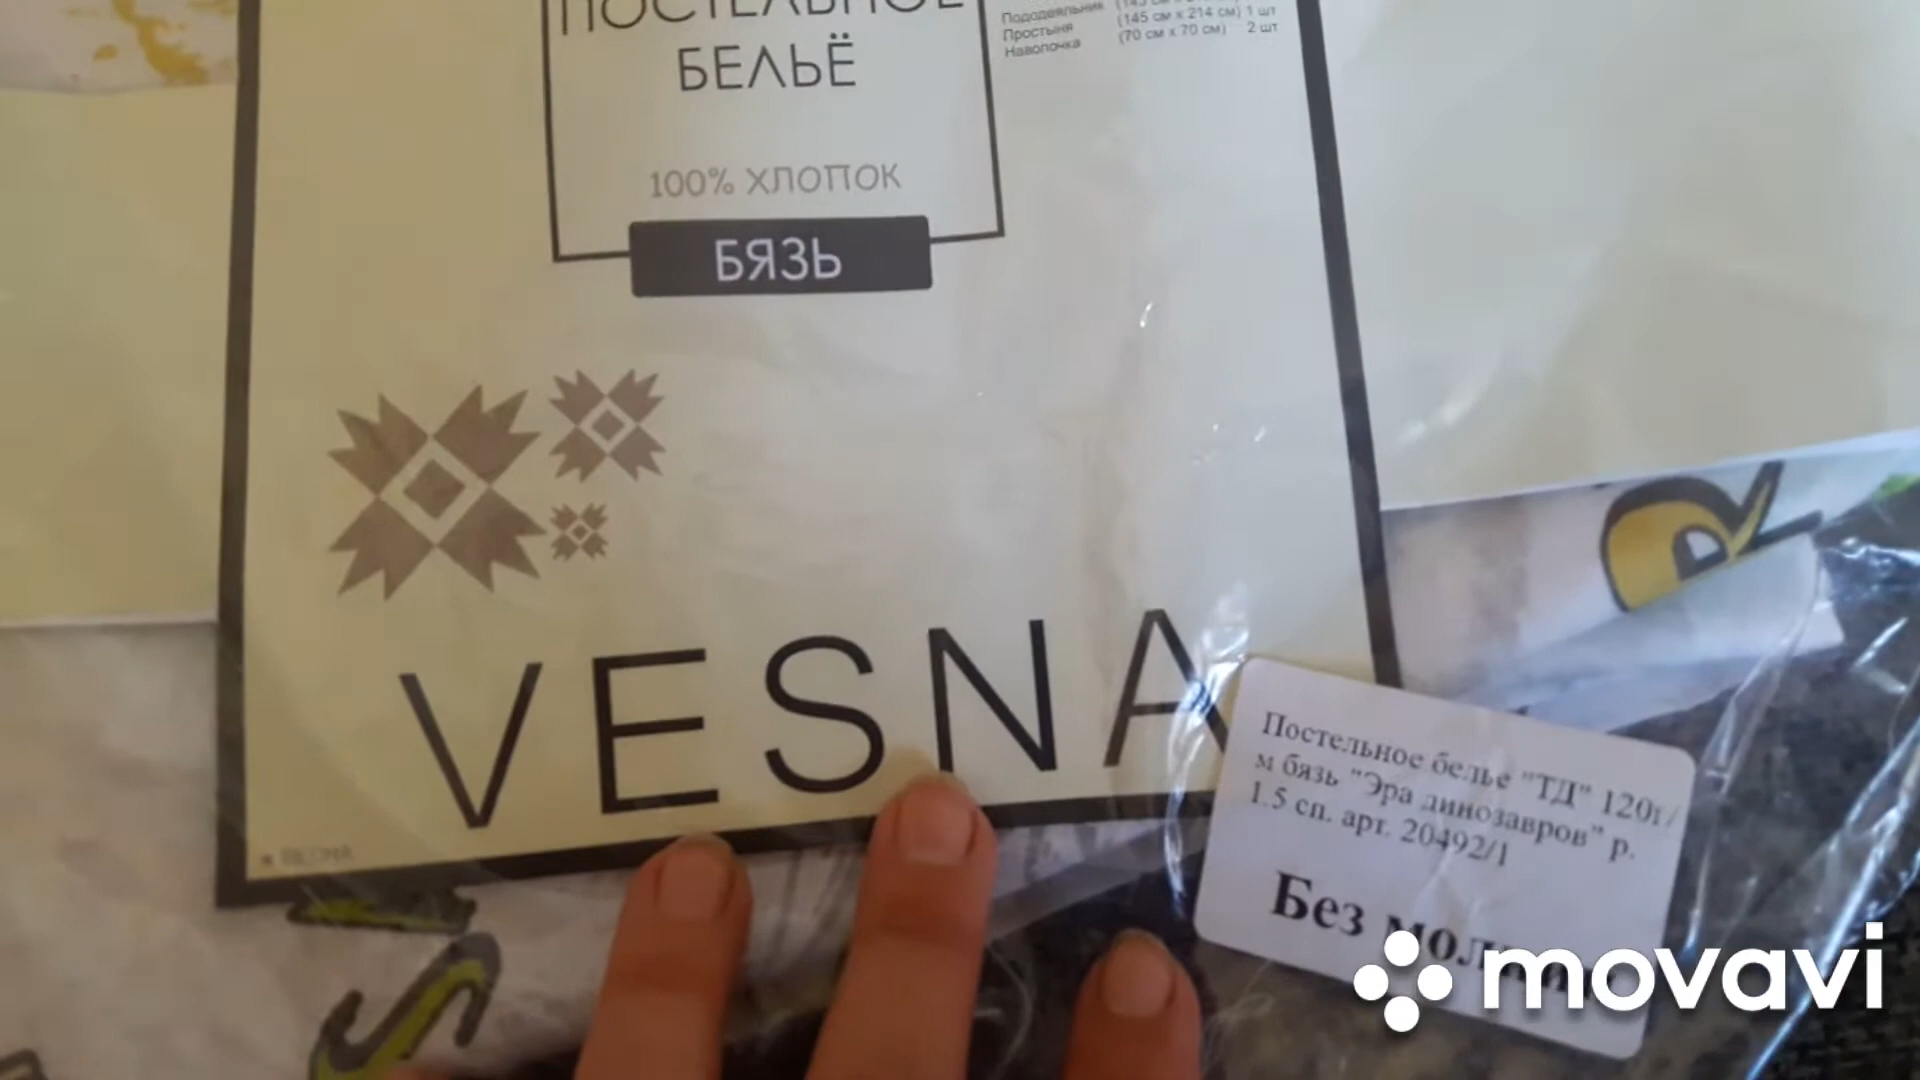 ПОСТЕЛЬНОЕ
БЕЛЬЁ
100% ХЛОПОК
БЯЗЬ
Пододеяльник
Простыня (145 см x 214 см) 1 шт
Наволочка (70 см x 70 см) 2 шт
VESNA
Постельное белье "ТД" 120г/
м бязь "Эра динозавров" р.
1.5 сп. арт. 20492/1
Без
movavi